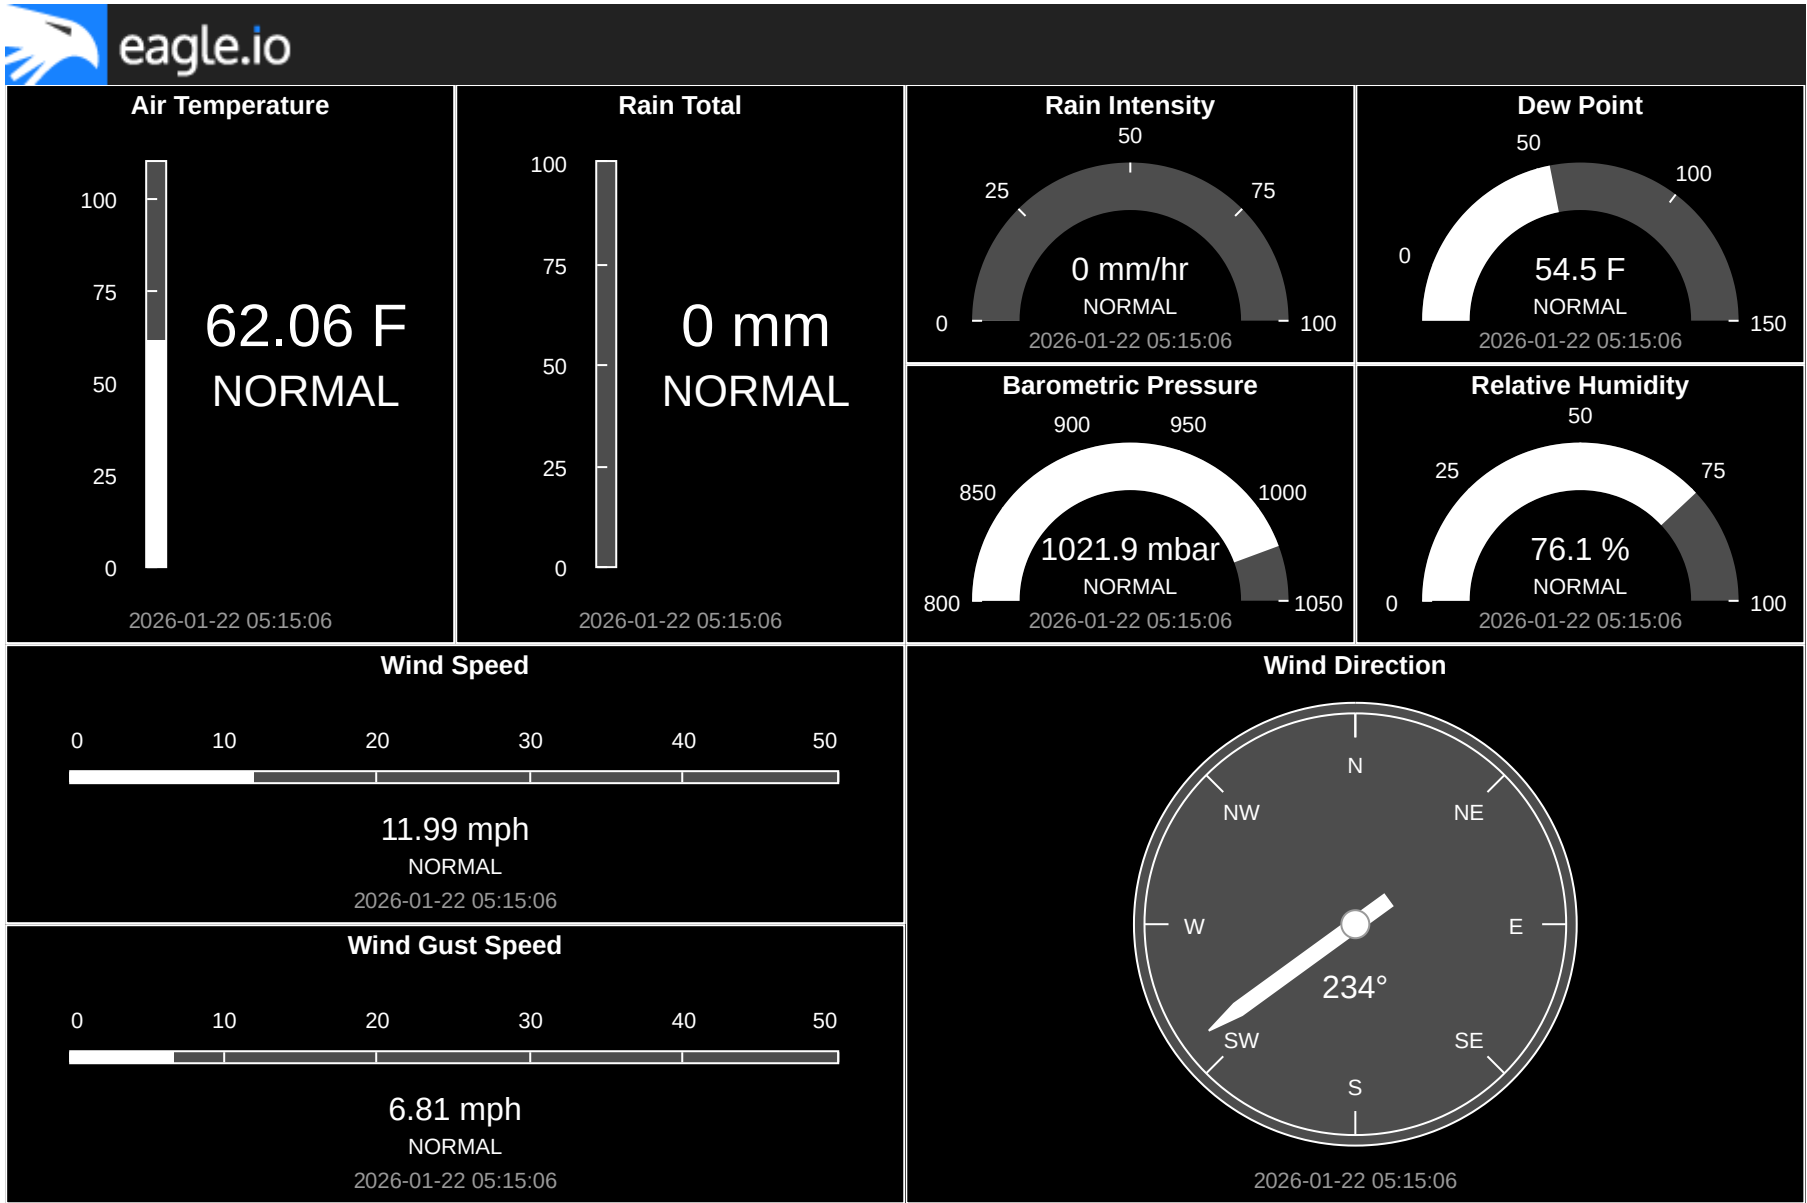 eagle.io
Air Temperature
100
75
50
25
0
62.06 F
NORMAL
2026-01-22 05:15:06
Rain Total
100
75
50
25
0
0 mm
NORMAL
2026-01-22 05:15:06
Rain Intensity
50
25
75
0
100
0 mm/hr
NORMAL
2026-01-22 05:15:06
Dew Point
50
100
0
150
54.5 F
NORMAL
2026-01-22 05:15:06
Barometric Pressure
900
950
850
1000
800
1050
1021.9 mbar
NORMAL
2026-01-22 05:15:06
Relative Humidity
50
25
75
0
100
76.1 %
NORMAL
2026-01-22 05:15:06
Wind Speed
0 10 20 30 40 50
11.99 mph
NORMAL
2026-01-22 05:15:06
Wind Gust Speed
0 10 20 30 40 50
6.81 mph
NORMAL
2026-01-22 05:15:06
Wind Direction
N
NW
NE
W
E
234°
SW
SE
S
2026-01-22 05:15:06